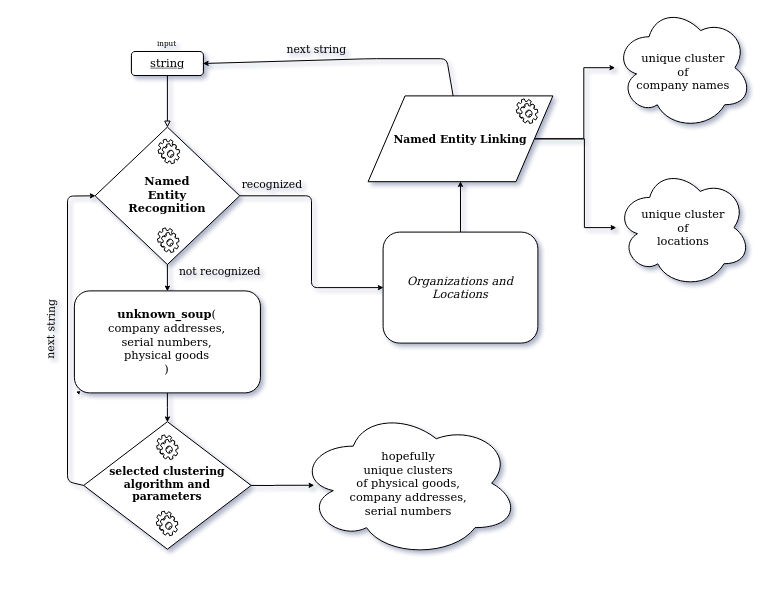 input
string
next string
unique cluster
of
company names
Named Entity Linking
Named
Entity
Recognition
recognized
unique cluster
of
locations
not recognized
Organizations and
Locations
next string
unknown_soup(
company addresses,
serial numbers,
physical goods
)
selected clustering
algorithm and
parameters
hopefully
unique clusters
of physical goods,
company addresses,
serial numbers